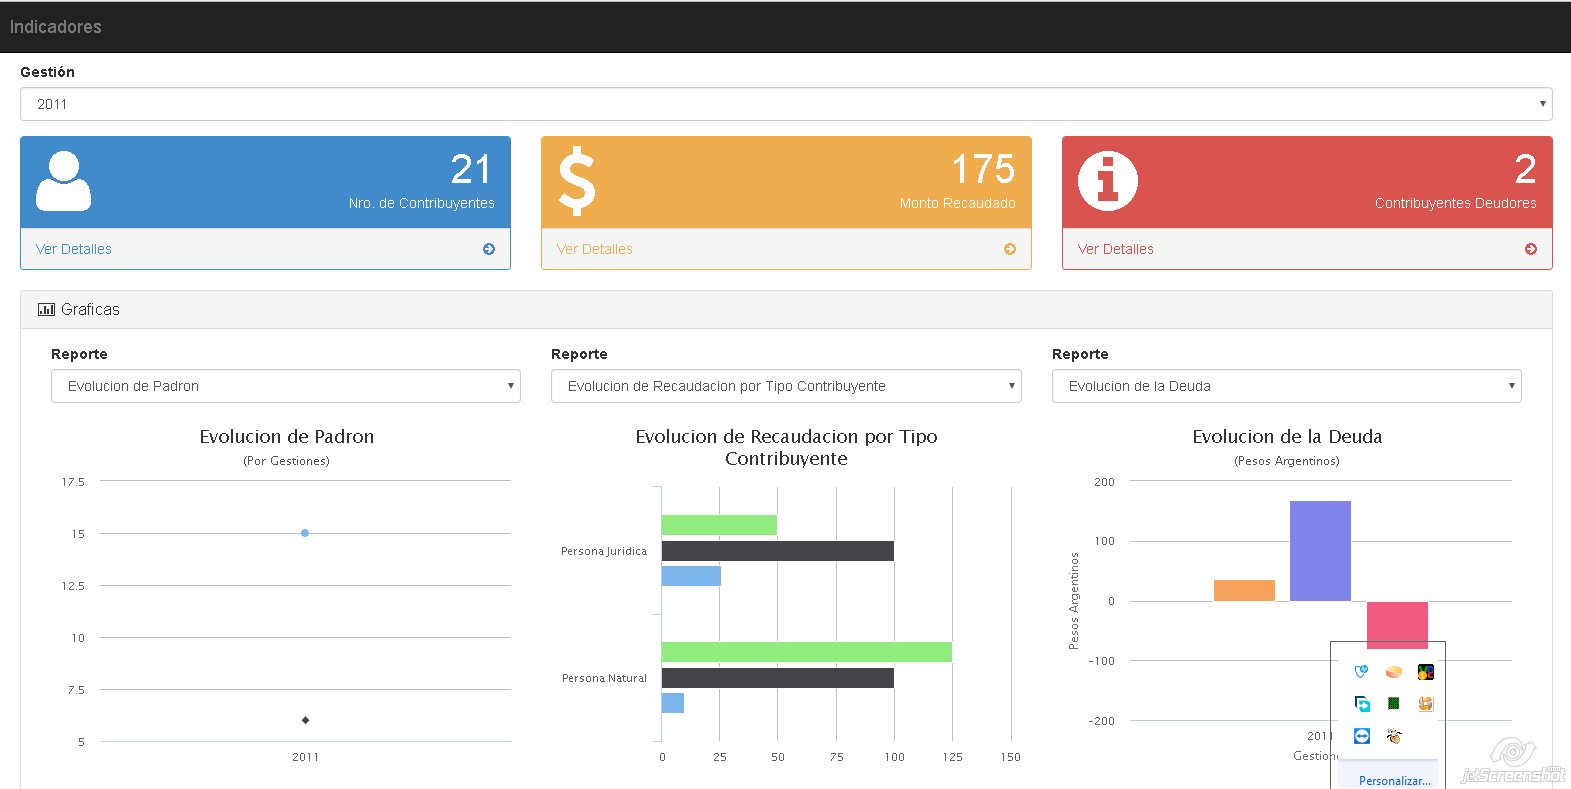 Indicadores
Gestión
2011
21
Nro. de Contribuyentes
Ver Detalles
175
Monto Recaudado
Ver Detalles
2
Contribuyentes Deudores
Ver Detalles
Graficas
Reporte
Evolucion de Padron
Evolucion de Padron
(Por Gestiones)
17.5
15
12.5
10
7.5
5
2011
Reporte
Evolucion de Recaudacion por Tipo Contribuyente
Evolucion de Recaudacion por Tipo
Contribuyente
Persona Juridica
Persona Natural
0 25 50 75 100 125 150
Reporte
Evolucion de la Deuda
Evolucion de la Deuda
(Pesos Argentinos)
Pesos Argentinos
200
100
0
-100
-200
2011
Gestion
Personalizar...
jetScreenshot
.com